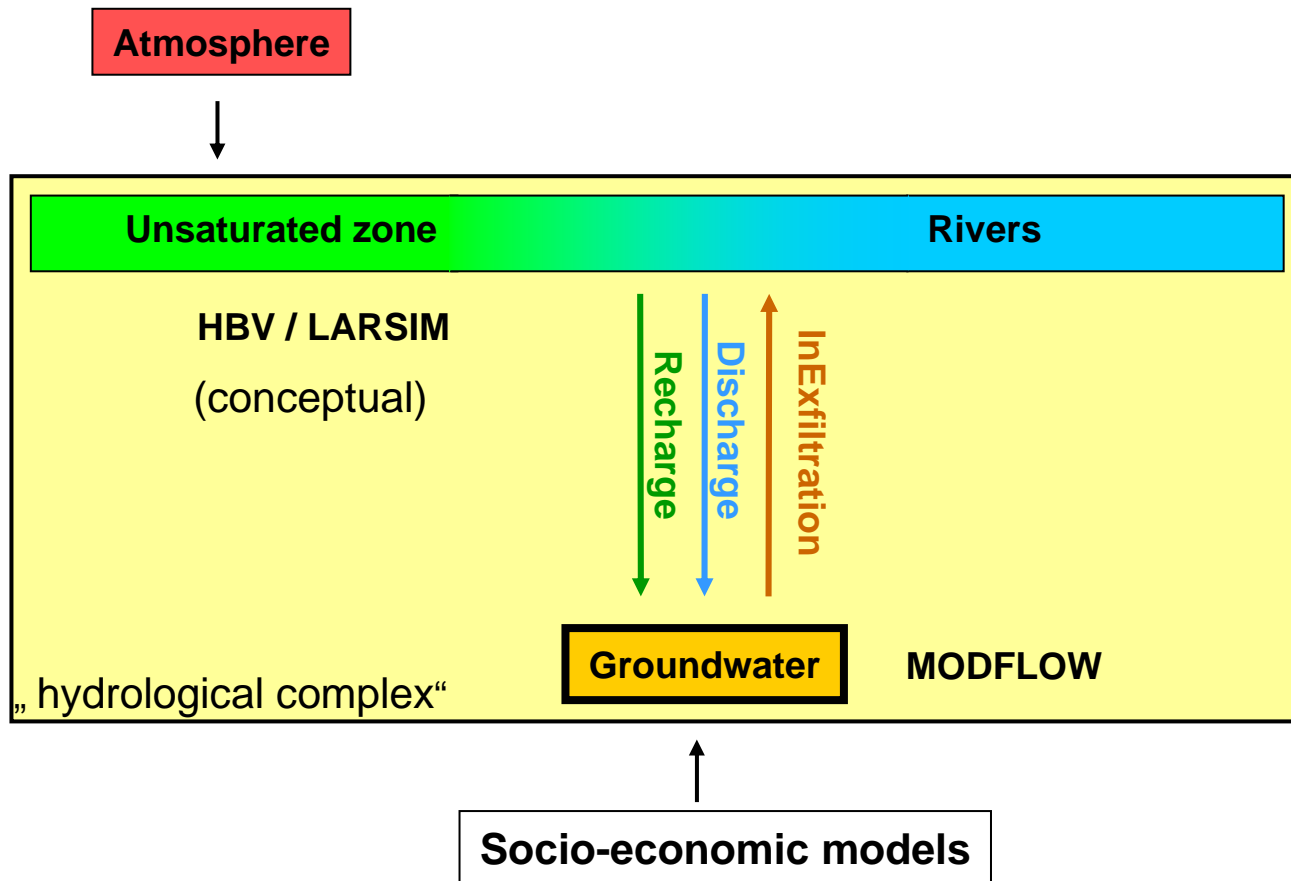 Atmosphere
Unsaturated zone
Rivers
HBV / LARSIM
(conceptual)
Recharge
Discharge
InExfiltration
Groundwater
MODFLOW
„ hydrological complex“
Socio-economic models